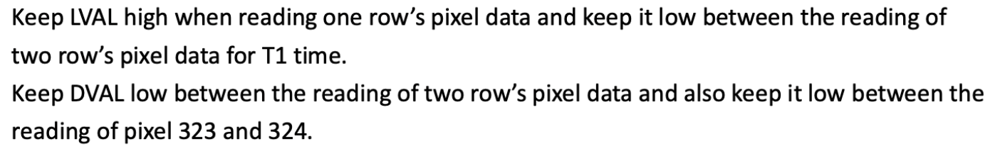 Keep LVAL high when reading one row’s pixel data and keep it low between the reading of
two row’s pixel data for T1 time.
Keep DVAL low between the reading of two row’s pixel data and also keep it low between the
reading of pixel 323 and 324.